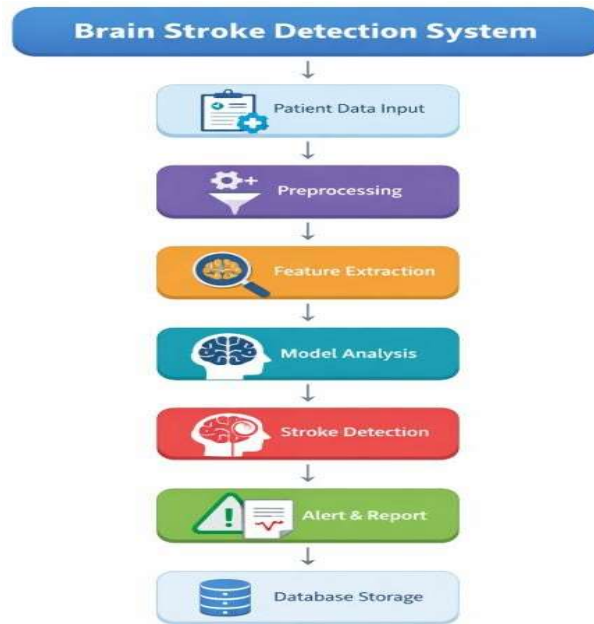 Brain Stroke Detection System
Patient Data Input
Preprocessing
Feature Extraction
Model Analysis
Stroke Detection
Alert & Report
Database Storage